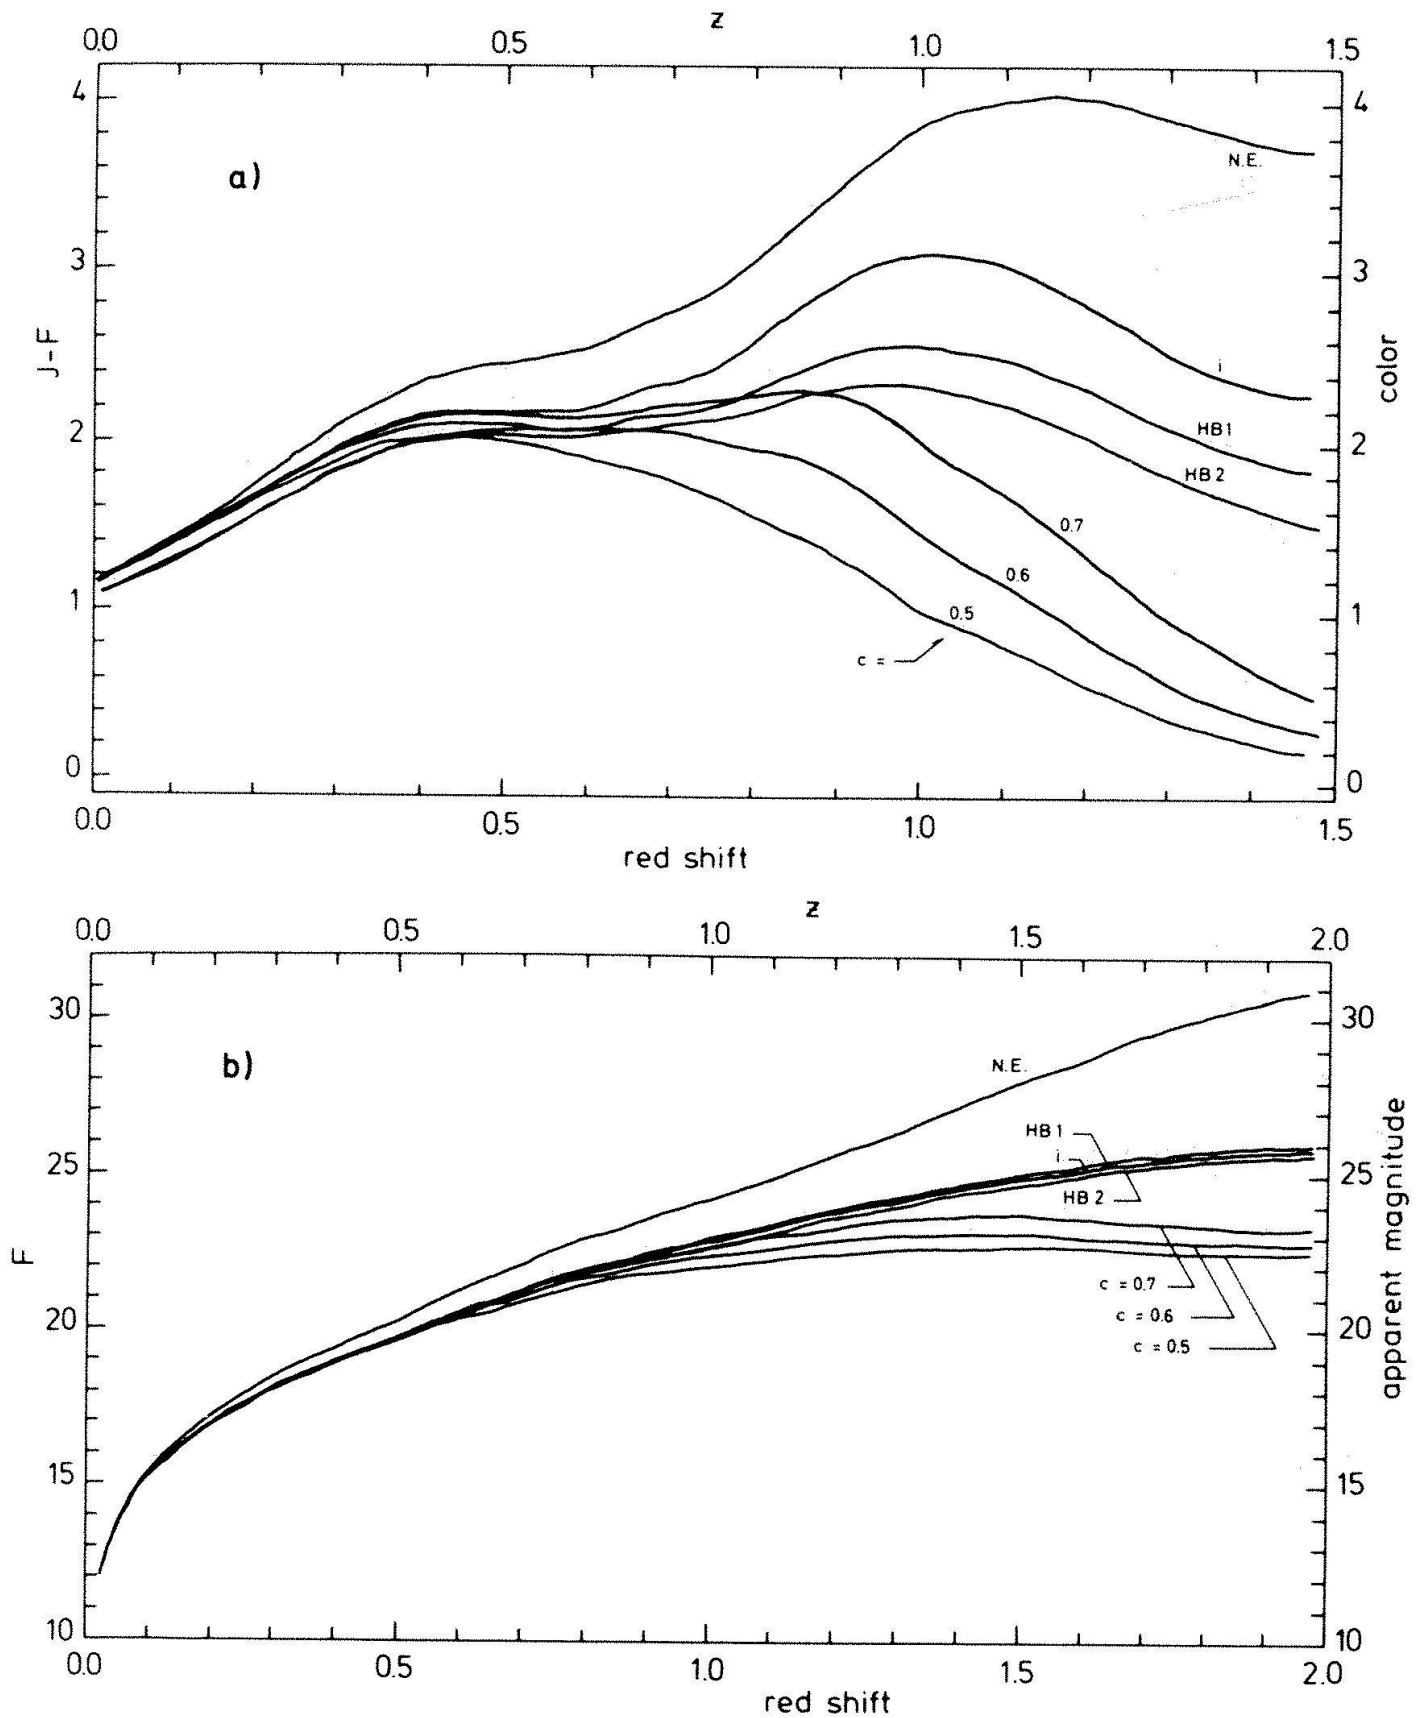 z
0.0 0.5 1.0 1.5
4 4
a)
N.E.
3 3
J-F
color
i
2 HB1 2
HB2
0.7
0.6
1 0.5 1
c =
0 0
0.0 0.5 1.0 1.5
red shift
z
0.0 0.5 1.0 1.5 2.0
30 30
b)
N.E.
HB1
i
25 HB2 25
F
apparent magnitude
c = 0.7
c = 0.6
20 20
c = 0.5
15 15
10 10
0.0 0.5 1.0 1.5 2.0
red shift